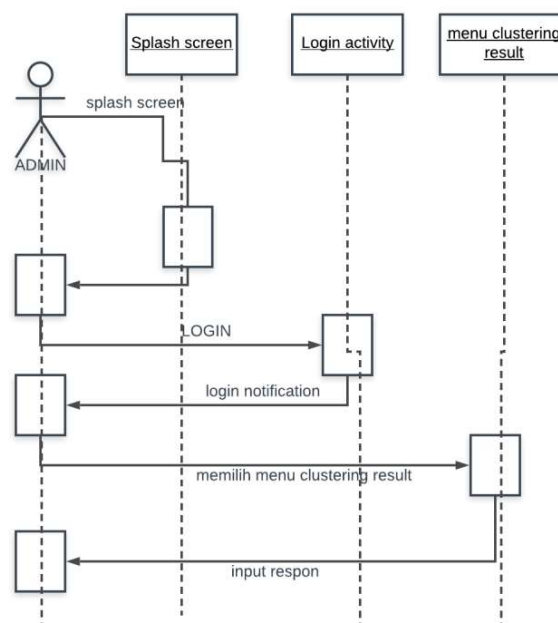 Splash screen
Login activity
menu clustering
result
splash screen
ADMIN
LOGIN
login notification
memilih menu clustering result
input respon